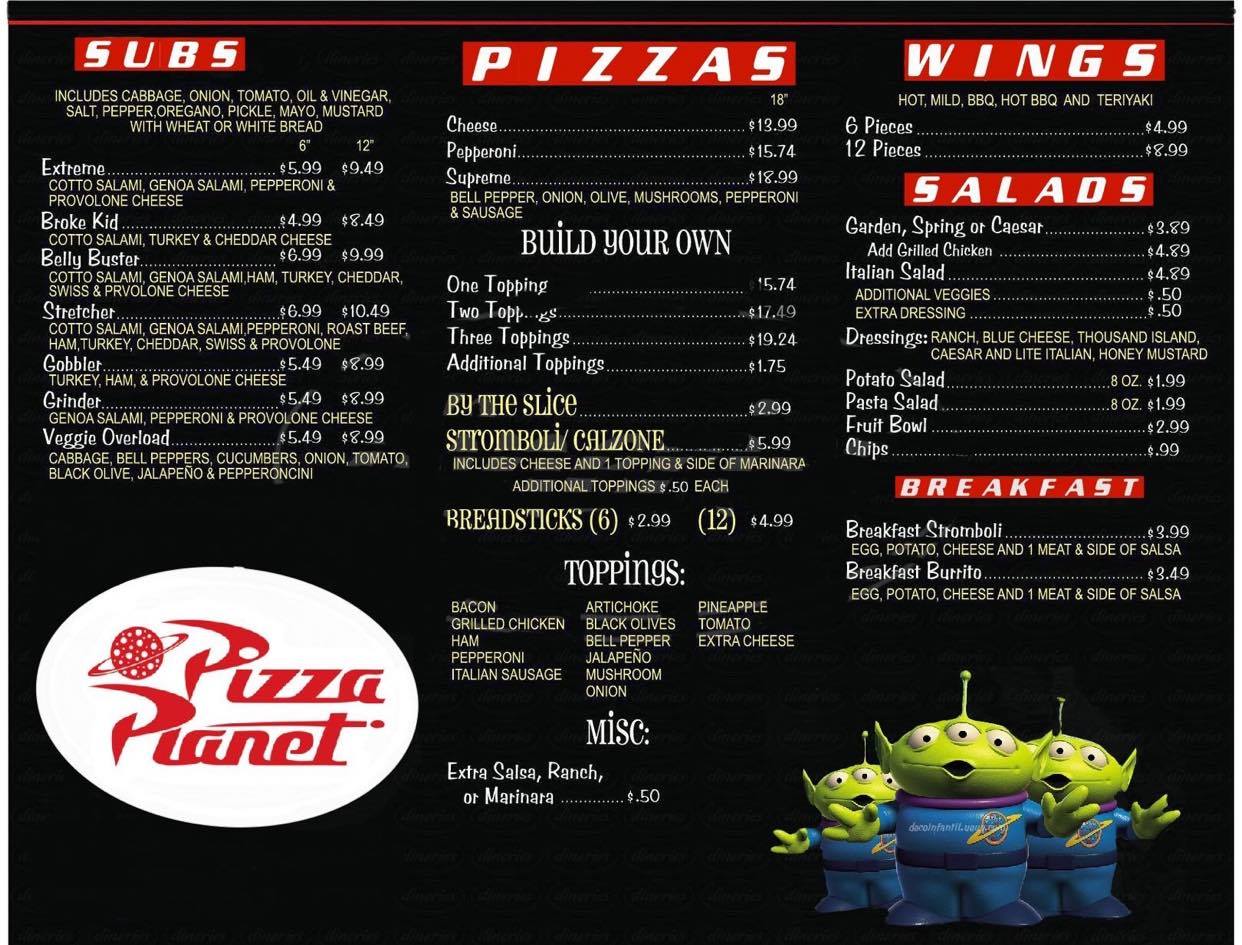 SUBS
INCLUDES CABBAGE, ONION, TOMATO, OIL & VINEGAR,
SALT, PEPPER,OREGANO, PICKLE, MAYO, MUSTARD
WITH WHEAT OR WHITE BREAD
6" 12"
Extreme $5.99 $9.49
COTTO SALAMI, GENOA SALAMI, PEPPERONI &
PROVOLONE CHEESE
Broke Kid $4.99 $8.49
COTTO SALAMI, TURKEY & CHEDDAR CHEESE
Belly Buster $6.99 $9.99
COTTO SALAMI, GENOA SALAMI,HAM, TURKEY, CHEDDAR,
SWISS & PRVOLONE CHEESE
Stretcher $6.99 $10.49
COTTO SALAMI, GENOA SALAMI,PEPPERONI, ROAST BEEF,
HAM,TURKEY, CHEDDAR, SWISS & PROVOLONE
Gobbler $5.49 $8.99
TURKEY, HAM, & PROVOLONE CHEESE
Grinder $5.49 $8.99
GENOA SALAMI, PEPPERONI & PROVOLONE CHEESE
Veggie Overload $5.49 $8.99
CABBAGE, BELL PEPPERS, CUCUMBERS, ONION, TOMATO,
BLACK OLIVE, JALAPEÑO & PEPPERONCINI
Pizza
Planet
PIZZAS
18"
Cheese $13.99
Pepperoni $15.74
Supreme $18.99
BELL PEPPER, ONION, OLIVE, MUSHROOMS, PEPPERONI
& SAUSAGE
BUILD YOUR OWN
One Topping 15.74
Two $17.49
Three Toppings $19.24
Additional Toppings $1.75
BY THE SLICE $2.99
STROMBOLI/ CALZONE $5.99
INCLUDES CHEESE AND 1 TOPPING & SIDE OF MARINARA
ADDITIONAL TOPPINGS $.50 EACH
BREADSTICKS (6) $2.99 (12) $4.99
TOPPINGS:
BACON ARTICHOKE PINEAPPLE
GRILLED CHICKEN BLACK OLIVES TOMATO
HAM BELL PEPPER EXTRA CHEESE
PEPPERONI JALAPEÑO
ITALIAN SAUSAGE MUSHROOM
ONION
MISC:
Extra Salsa, Ranch,
or Marinara $.50
WINGS
HOT, MILD, BBQ, HOT BBQ AND TERIYAKI
6 Pieces $4.99
12 Pieces $8.99
SALADS
Garden, Spring or Caesar $3.89
Add Grilled Chicken $4.89
Italian Salad $4.89
ADDITIONAL VEGGIES $.50
EXTRA DRESSING $.50
Dressings: RANCH, BLUE CHEESE, THOUSAND ISLAND,
CAESAR AND LITE ITALIAN, HONEY MUSTARD
Potato Salad 8 OZ. $1.99
Pasta Salad 8 OZ. $1.99
Fruit Bowl $2.99
Chips $.99
BREAKFAST
Breakfast Stromboli $3.99
EGG, POTATO, CHEESE AND 1 MEAT & SIDE OF SALSA
Breakfast Burrito $3.49
EGG, POTATO, CHEESE AND 1 MEAT & SIDE OF SALSA